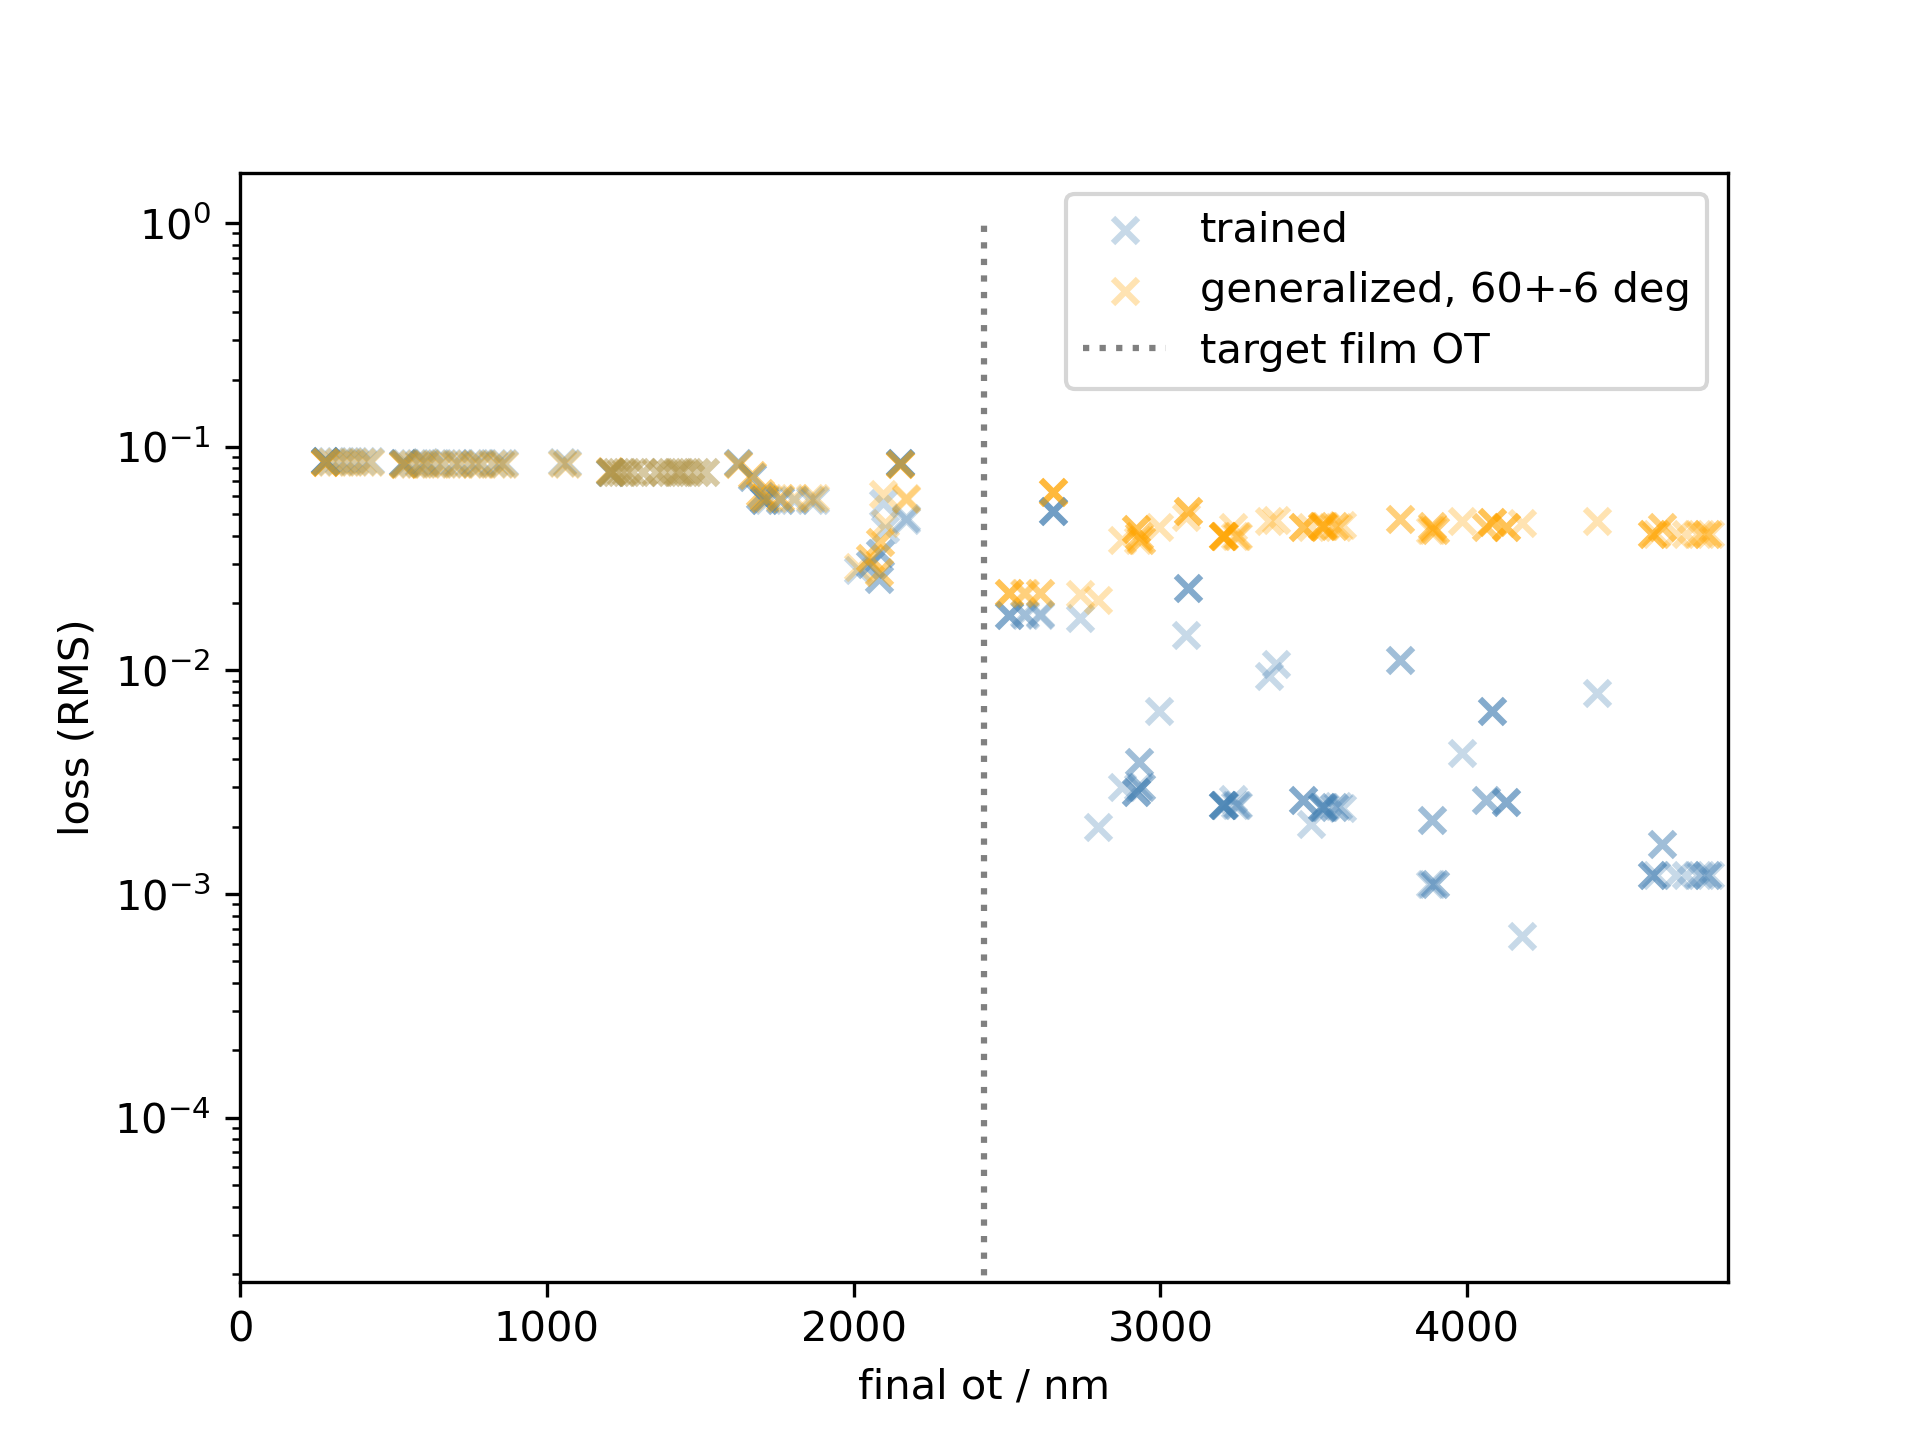 trained
generalized, 60+-6 deg
target film OT
10⁰
10⁻¹
10⁻²
10⁻³
10⁻⁴
loss (RMS)
0 1000 2000 3000 4000
final ot / nm